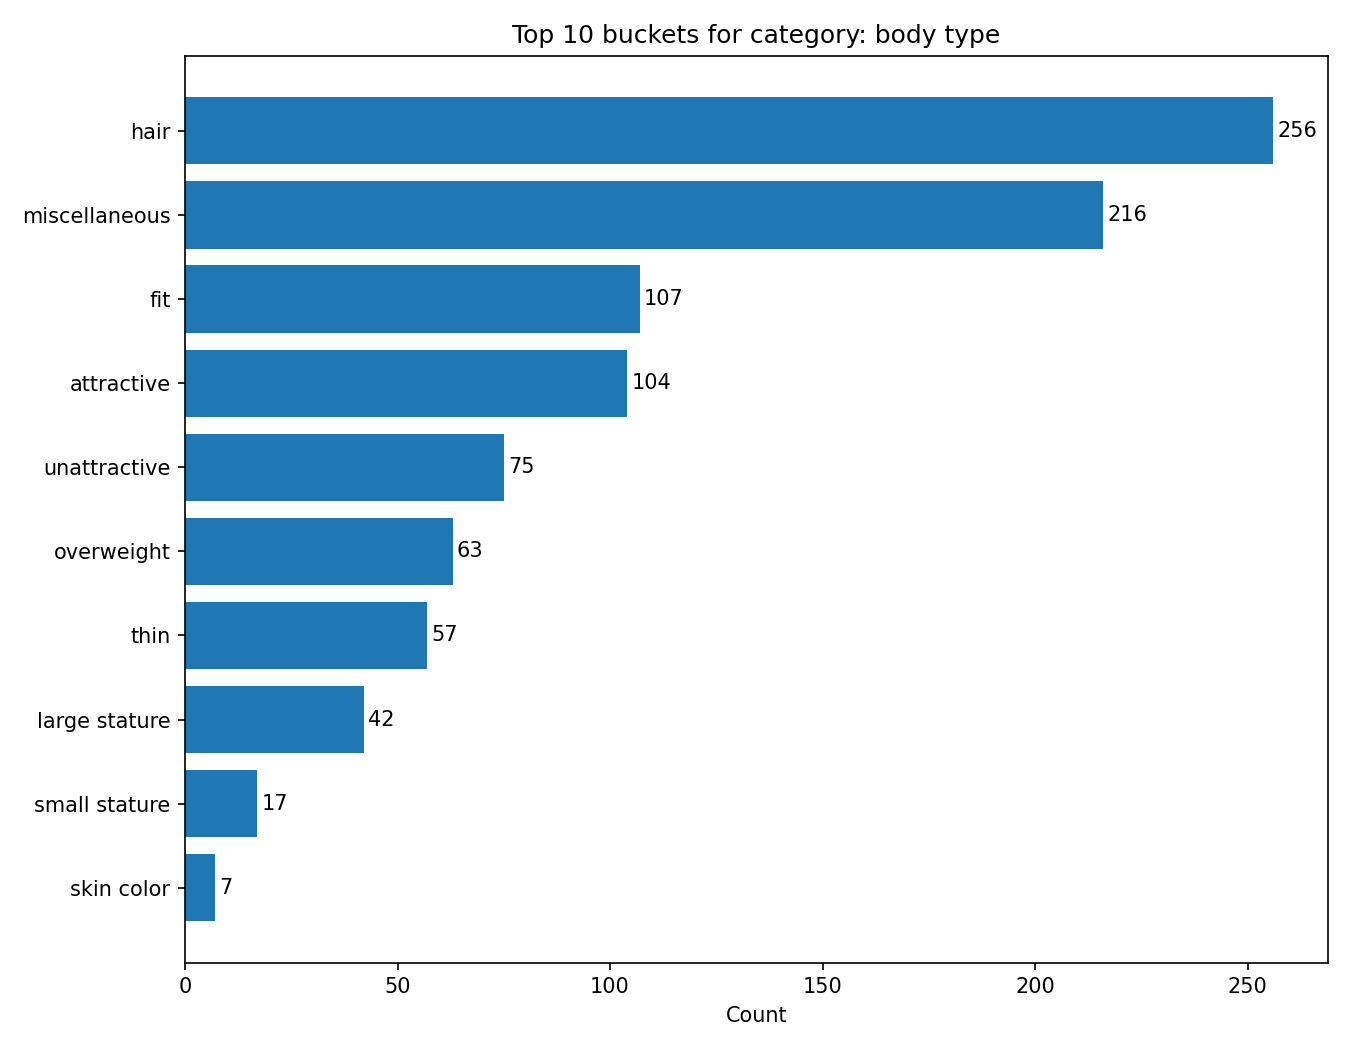 Top 10 buckets for category: body type
hair 256
miscellaneous 216
fit 107
attractive 104
unattractive 75
overweight 63
thin 57
large stature 42
small stature 17
skin color 7
0 50 100 150 200 250
Count